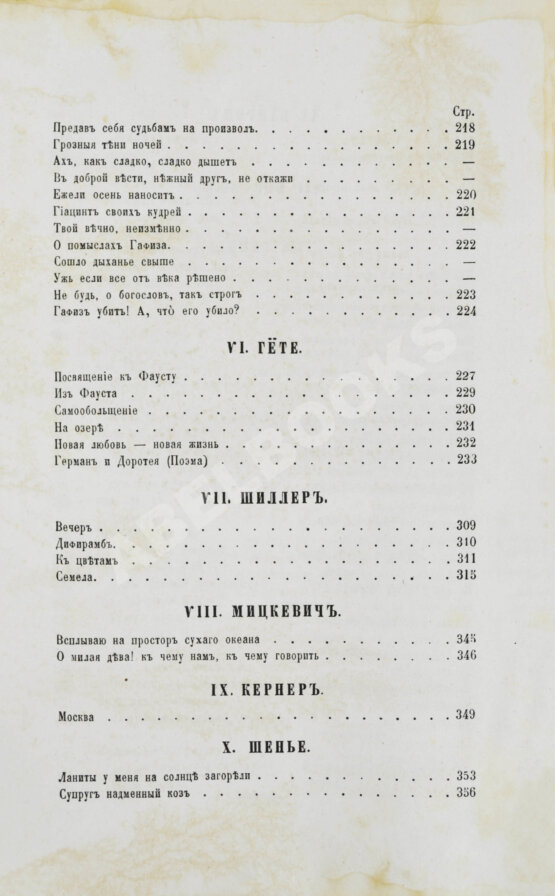 Стр.
Предавъ себя судьбамъ на произволъ. . . . . . . . . . . . 218
Грозныя тѣни ночей . . . . . . . . . . . . . . . . . 219
Ахъ, какъ сладко, сладко дышетъ . . . . . . . . . . . . —
Въ доброй вѣсти, нѣжный другъ, не откажи . . . . . . . . . —
Ежели осень наноситъ . . . . . . . . . . . . . . . . 220
Гіацинтъ своихъ кудрей . . . . . . . . . . . . . . . . 221
Твой вѣчно, неизмѣнно . . . . . . . . . . . . . . . . —
О помыслахъ Гафиза. . . . . . . . . . . . . . . . . 222
Сошло дыханье свыше . . . . . . . . . . . . . . . . —
Ужь если все отъ вѣка рѣшено . . . . . . . . . . . . . —
Не будь, о богословъ, такъ строгъ . . . . . . . . . . . . 223
Гафизъ убитъ! А, что́ его убило? . . . . . . . . . . . . 224
VI. ГЁТЕ.
Посвященіе къ Фаусту . . . . . . . . . . . . . . . . 227
Изъ Фауста . . . . . . . . . . . . . . . . . . . . 229
Самообольщеніе . . . . . . . . . . . . . . . . . . 230
На озерѣ . . . . . . . . . . . . . . . . . . . . 231
Новая любовь — новая жизнь . . . . . . . . . . . . . . 232
Германъ и Доротея (Поэма) . . . . . . . . . . . . . . 233
VII. ШИЛЛЕРЪ.
Вечеръ . . . . . . . . . . . . . . . . . . . . . 309
Дифирамбъ. . . . . . . . . . . . . . . . . . . . 310
Къ цвѣтамъ . . . . . . . . . . . . . . . . . . . 311
Семела. . . . . . . . . . . . . . . . . . . . . 315
VIII. МИЦКЕВИЧЪ.
Всплываю на просторъ сухаго океана . . . . . . . . . . . 345
О милая дѣва! къ чему намъ, къ чему говорить . . . . . . . . 346
IX. КЕРНЕРЪ.
Москва . . . . . . . . . . . . . . . . . . . . . 349
X. ШЕНЬЕ.
Ланиты у меня на солнцѣ загорѣли . . . . . . . . . . . . 353
Супругъ надменный козъ . . . . . . . . . . . . . . . 356
ABELBOOKS